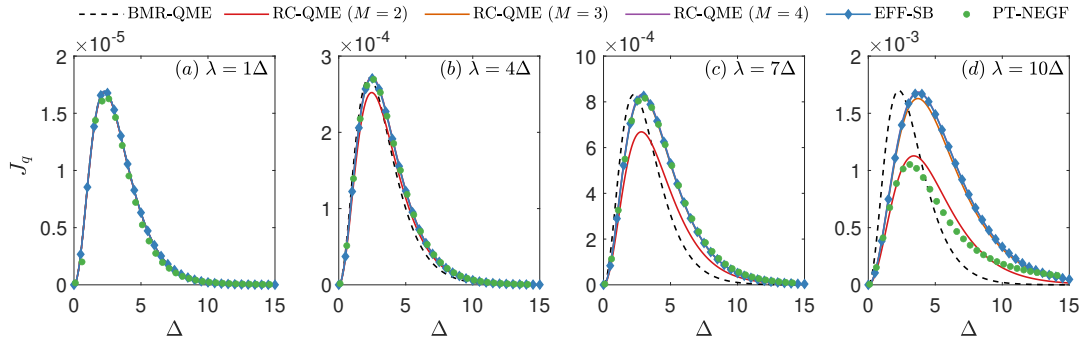 BMR-QME RC-QME (M = 2) RC-QME (M = 3) RC-QME (M = 4) EFF-SB PT-NEGF
×10⁻⁵ ×10⁻⁴ ×10⁻⁴ ×10⁻³
(a) λ = 1Δ (b) λ = 4Δ (c) λ = 7Δ (d) λ = 10Δ
2 3 10 2
8
1.5 2 1.5
6
1 1
4
1
0.5 2 0.5
0 0 0 0
J_q
0 5 10 15 0 5 10 15 0 5 10 15 0 5 10 15
Δ Δ Δ Δ